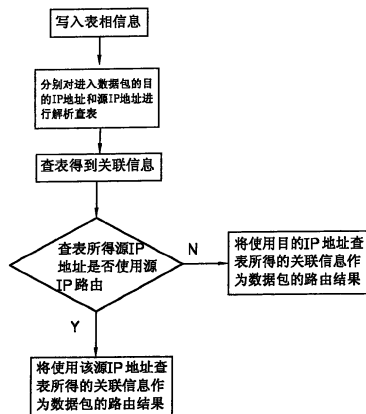 写入表相信息
分别对进入数据包的目
的IP地址和源IP地址进
行解析查表
查表得到关联信息
查表所得源IP
地址是否使用源
IP路由
N
将使用目的IP地址查
表所得的关联信息作
为数据包的路由结果
Y
将使用该源IP地址查
表所得的关联信息作
为数据包的路由结果